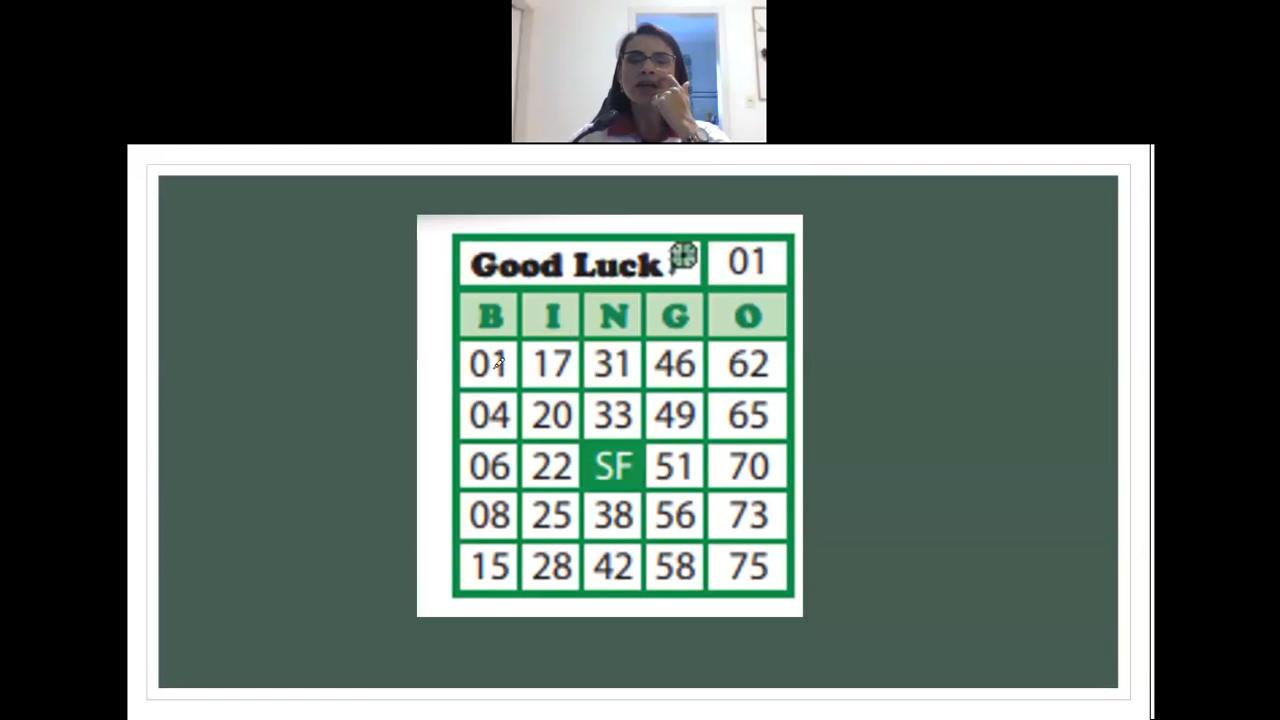 Good Luck 01
B I N G O
01 17 31 46 62
04 20 33 49 65
06 22 SF 51 70
08 25 38 56 73
15 28 42 58 75